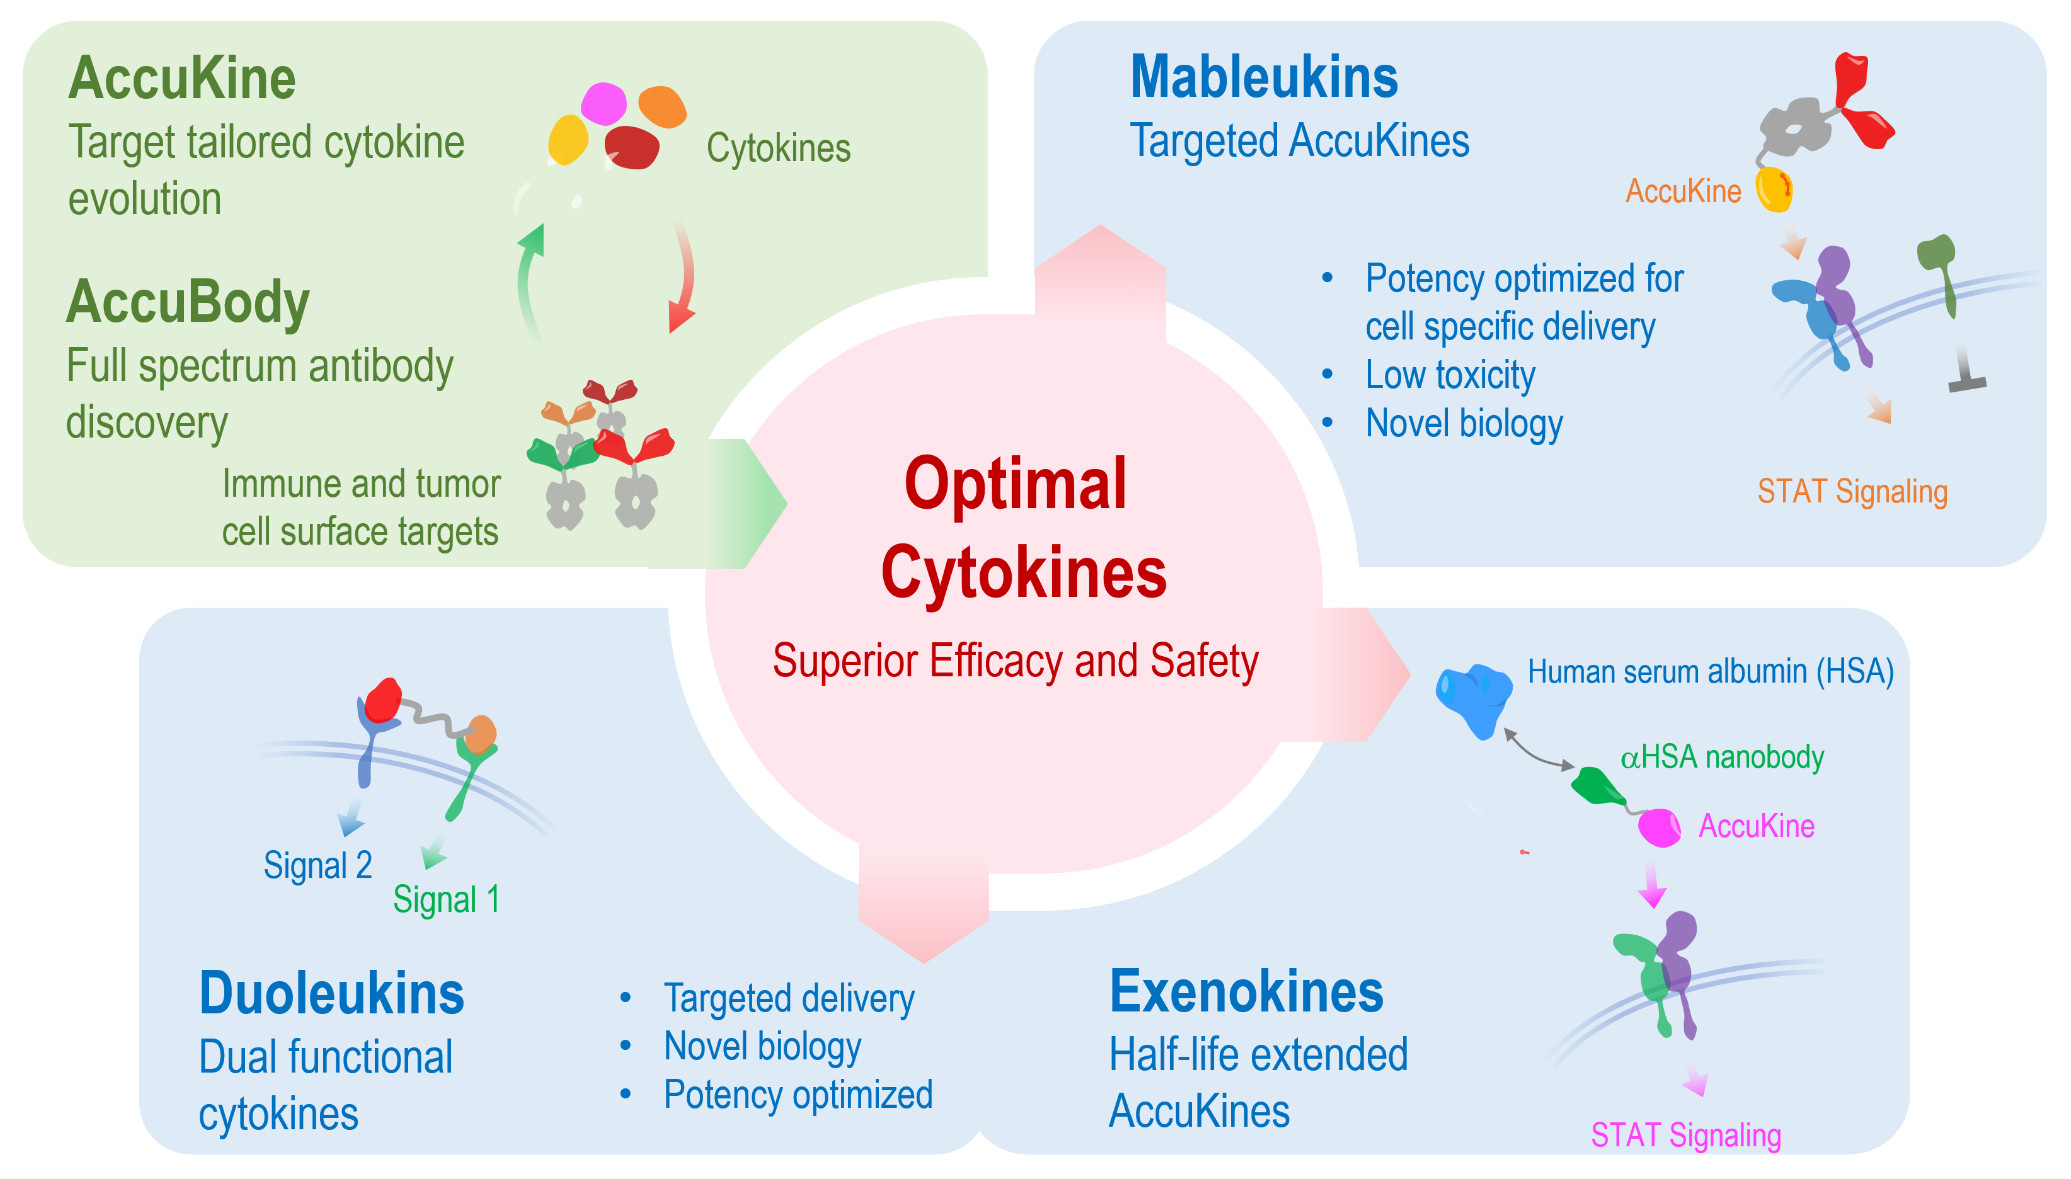 AccuKine
Target tailored cytokine
evolution
Cytokines
AccuBody
Full spectrum antibody
discovery
Immune and tumor
cell surface targets
Mableukins
Targeted AccuKines
AccuKine
• Potency optimized for
cell specific delivery
• Low toxicity
• Novel biology
STAT Signaling
Optimal
Cytokines
Superior Efficacy and Safety
Signal 2
Signal 1
Duoleukins
Dual functional
cytokines
• Targeted delivery
• Novel biology
• Potency optimized
Human serum albumin (HSA)
αHSA nanobody
AccuKine
Exenokines
Half-life extended
AccuKines
STAT Signaling